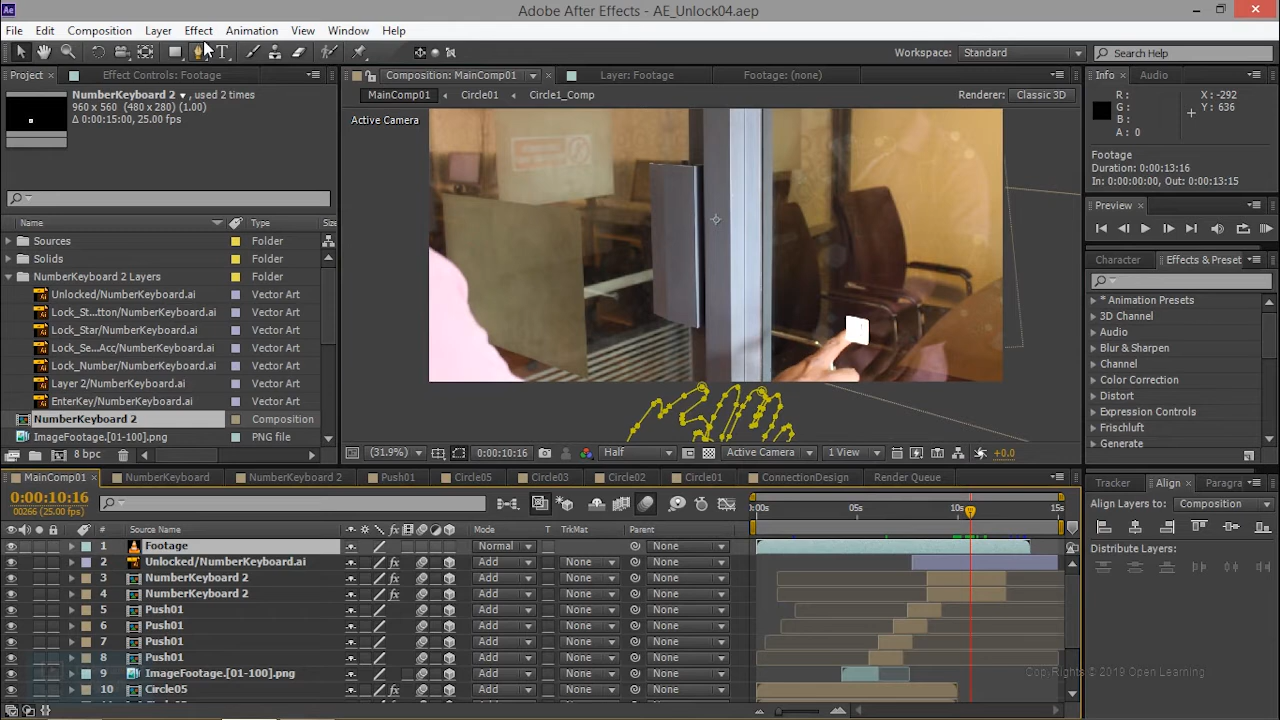 Ae Adobe After Effects - AE_Unlock04.aep
File Edit Composition Layer Effect Animation View Window Help
T Workspace: Standard Search Help
Project Effect Controls: Footage Composition: MainComp01 Layer: Footage Footage: (none) Info Audio
NumberKeyboard 2 , used 2 times
960 x 560 (480 x 280) (1.00)
Δ 0:00:15:00, 25.00 fps
MainComp01 Circle01 Circle1_Comp Renderer: Classic 3D
Active Camera
R :
G :
B :
A : 0
X : -292
Y : 636
Footage
Duration: 0:00:13:16
In: 0:00:00:00, Out: 0:00:13:15
Preview
Name Type Size
Sources Folder
Solids Folder
NumberKeyboard 2 Layers Folder
Unlocked/NumberKeyboard.ai Vector Art
Lock_St...tton/NumberKeyboard.ai Vector Art
Lock_Star/NumberKeyboard.ai Vector Art
Lock_Se...Acc/NumberKeyboard.ai Vector Art
Lock_Number/NumberKeyboard.ai Vector Art
Layer 2/NumberKeyboard.ai Vector Art
EnterKey/NumberKeyboard.ai Vector Art
NumberKeyboard 2 Composition
ImageFootage.[01-100].png PNG file
8 bpc
(31.9%) 0:00:10:16 Half Active Camera 1 View +0.0
Character Effects & Preset
* Animation Presets
3D Channel
Audio
Blur & Sharpen
Channel
Color Correction
Distort
Expression Controls
Frischluft
Generate
MainComp01 NumberKeyboard NumberKeyboard 2 Push01 Circle05 Circle03 Circle02 Circle01 ConnectionDesign Render Queue
Tracker Align Paragra
0:00:10:16
00266 (25.00 fps)
Align Layers to: Composition
Distribute Layers:
05s 10s 15s
# Source Name fx Mode T TrkMat Parent
1 Footage Normal None
2 Unlocked/NumberKeyboard.ai fx Add None None
3 NumberKeyboard 2 fx Add None None
4 NumberKeyboard 2 fx Add None None
5 Push01 Add None None
6 Push01 Add None None
7 Push01 Add None None
8 Push01 Add None None
9 ImageFootage.[01-100].png Add None None
10 Circle05 fx Add None None
Copy Rights © 2019 Open Learning